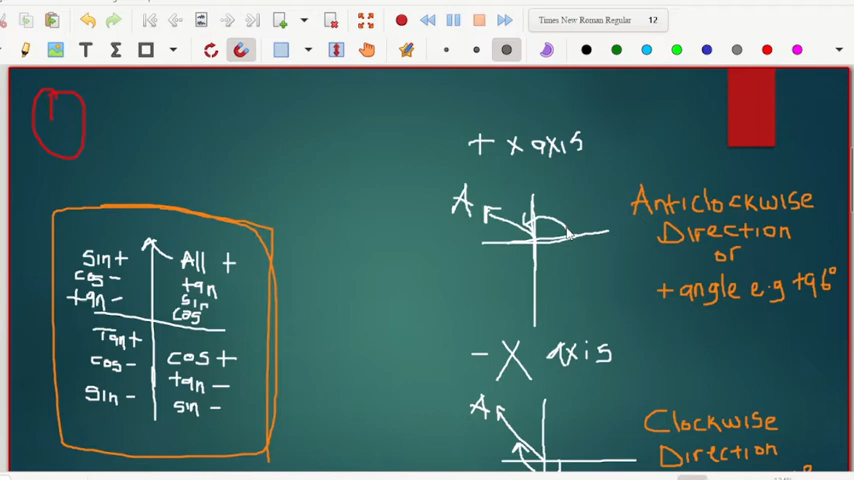 Times New Roman Regular 12
+ x axis
A
Anticlockwise
Direction
or
+ angle e.g +96°
Sin+
cos -
tan -
All +
tan
sin
cos
Tan+
cos -
Sin -
cos +
tan -
sin -
- X axis
A
Clockwise
Direction